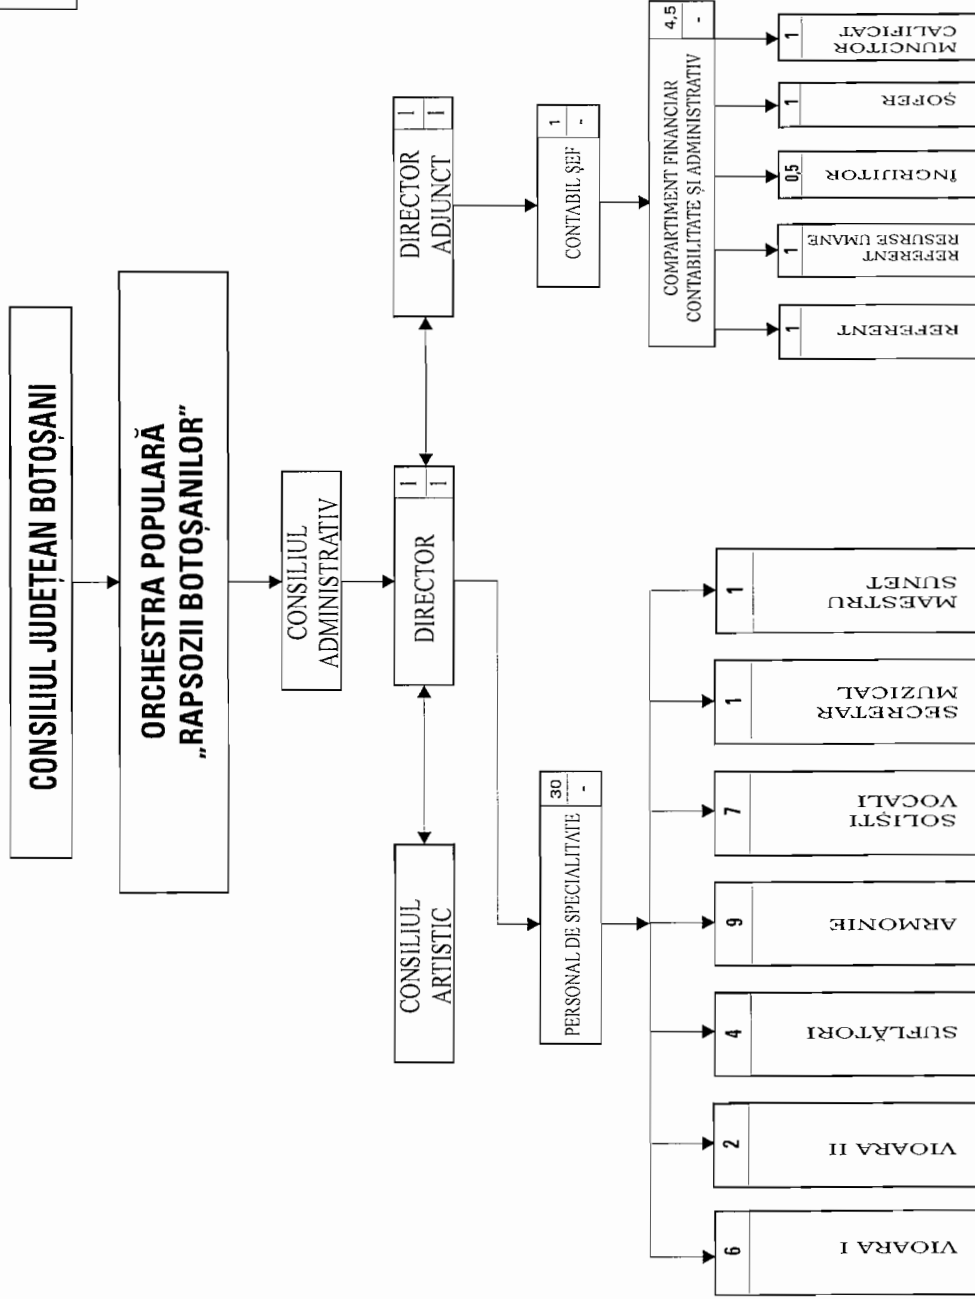 CONSILIUL JUDEȚEAN BOTOȘANI
ORCHESTRA POPULARĂ
„RAPSOZII BOTOȘANILOR”
CONSILIUL
ADMINISTRATIV
CONSILIUL
ARTISTIC
DIRECTOR
1
1
DIRECTOR
ADJUNCT
1
1
PERSONAL DE SPECIALITATE
30
-
CONTABIL ȘEF
1
-
COMPARTIMENT FINANCIAR
CONTABILITATE ȘI ADMINISTRATIV
4,5
-
6
VIOARA I
2
VIOARA II
4
SUFLĂTORI
9
ARMONIE
7
SOLIȘTI
VOCALI
1
SECRETAR
MUZICAL
1
MAESTRU
SUNET
1
REFERENT
1
REFERENT
RESURSE UMANE
0,5
ÎNGRIJITOR
1
ȘOFER
1
MUNCITOR
CALIFICAT